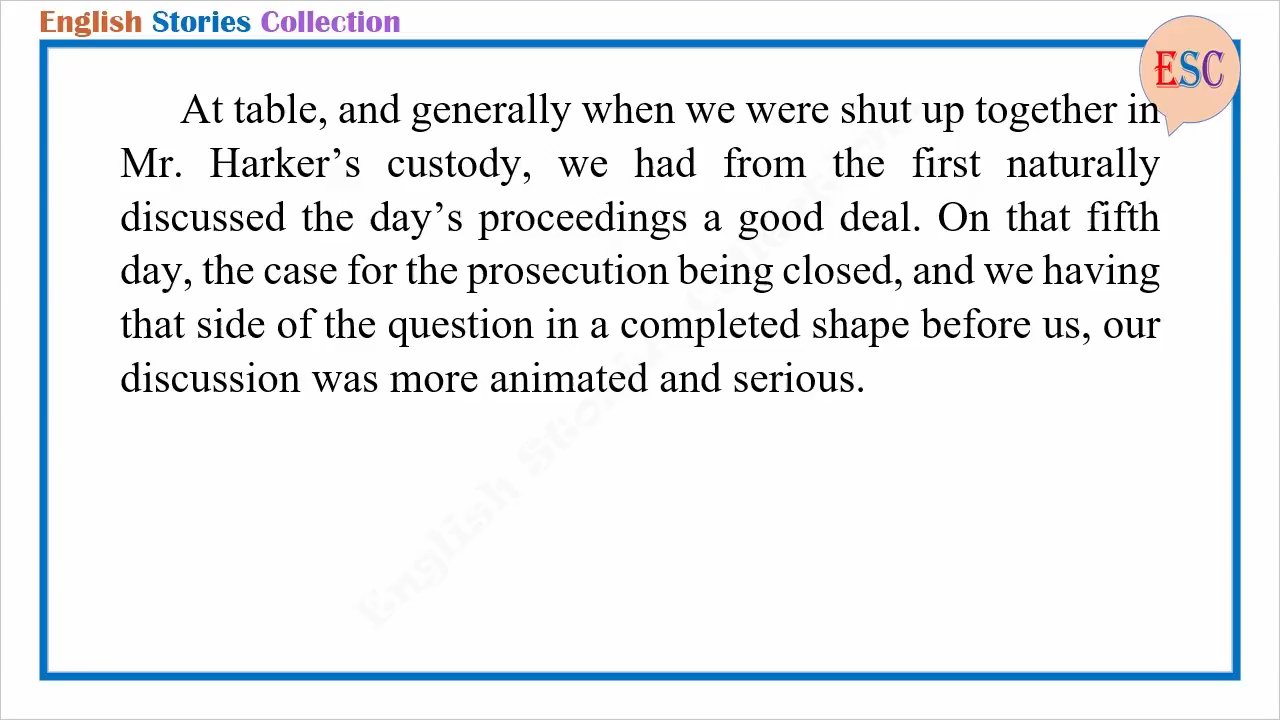 English Stories Collection
ESC
At table, and generally when we were shut up together in
Mr. Harker’s custody, we had from the first naturally
discussed the day’s proceedings a good deal. On that fifth
day, the case for the prosecution being closed, and we having
that side of the question in a completed shape before us, our
discussion was more animated and serious.
English Story